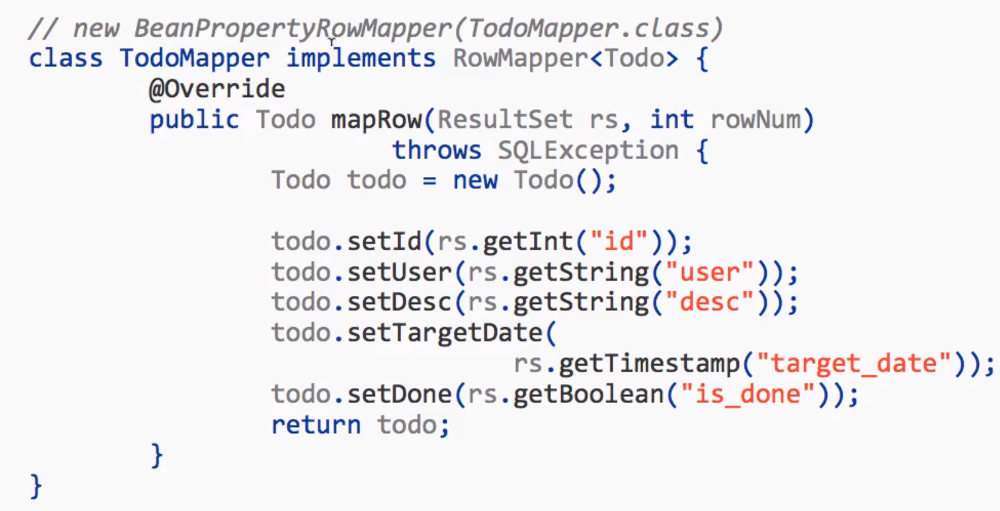 // new BeanPropertyRowMapper(TodoMapper.class)
class TodoMapper implements RowMapper<Todo> {
@Override
public Todo mapRow(ResultSet rs, int rowNum)
throws SQLException {
Todo todo = new Todo();
todo.setId(rs.getInt("id"));
todo.setUser(rs.getString("user"));
todo.setDesc(rs.getString("desc"));
todo.setTargetDate(
rs.getTimestamp("target_date"));
todo.setDone(rs.getBoolean("is_done"));
return todo;
}
}